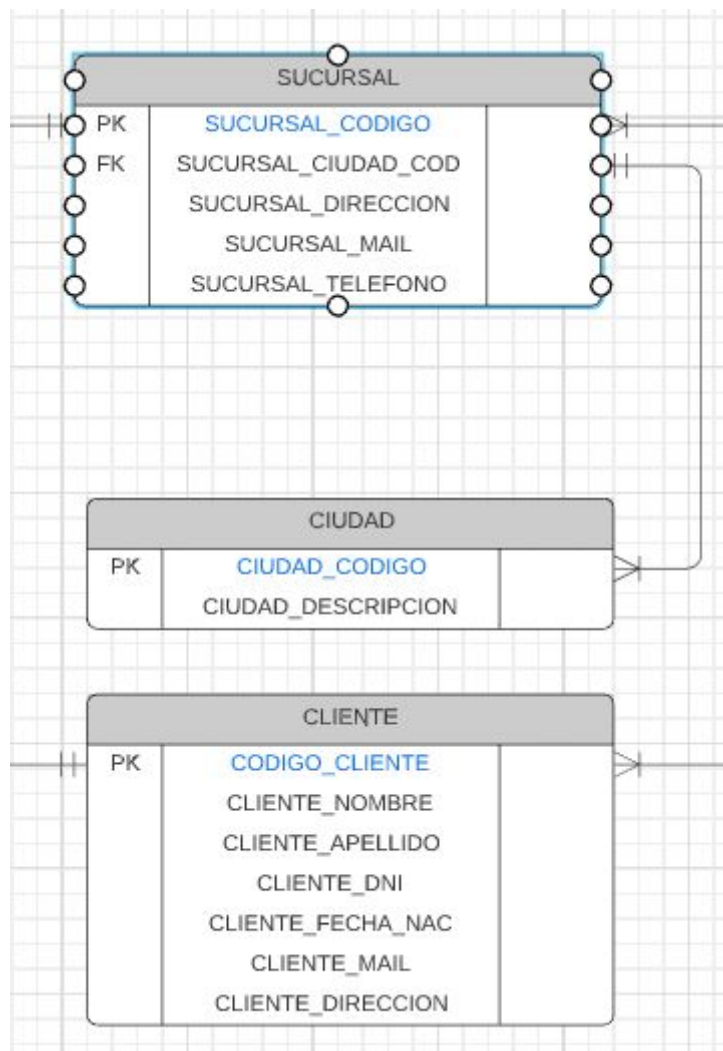 SUCURSAL
PK SUCURSAL_CODIGO
FK SUCURSAL_CIUDAD_COD
SUCURSAL_DIRECCION
SUCURSAL_MAIL
SUCURSAL_TELEFONO
CIUDAD
PK CIUDAD_CODIGO
CIUDAD_DESCRIPCION
CLIENTE
PK CODIGO_CLIENTE
CLIENTE_NOMBRE
CLIENTE_APELLIDO
CLIENTE_DNI
CLIENTE_FECHA_NAC
CLIENTE_MAIL
CLIENTE_DIRECCION